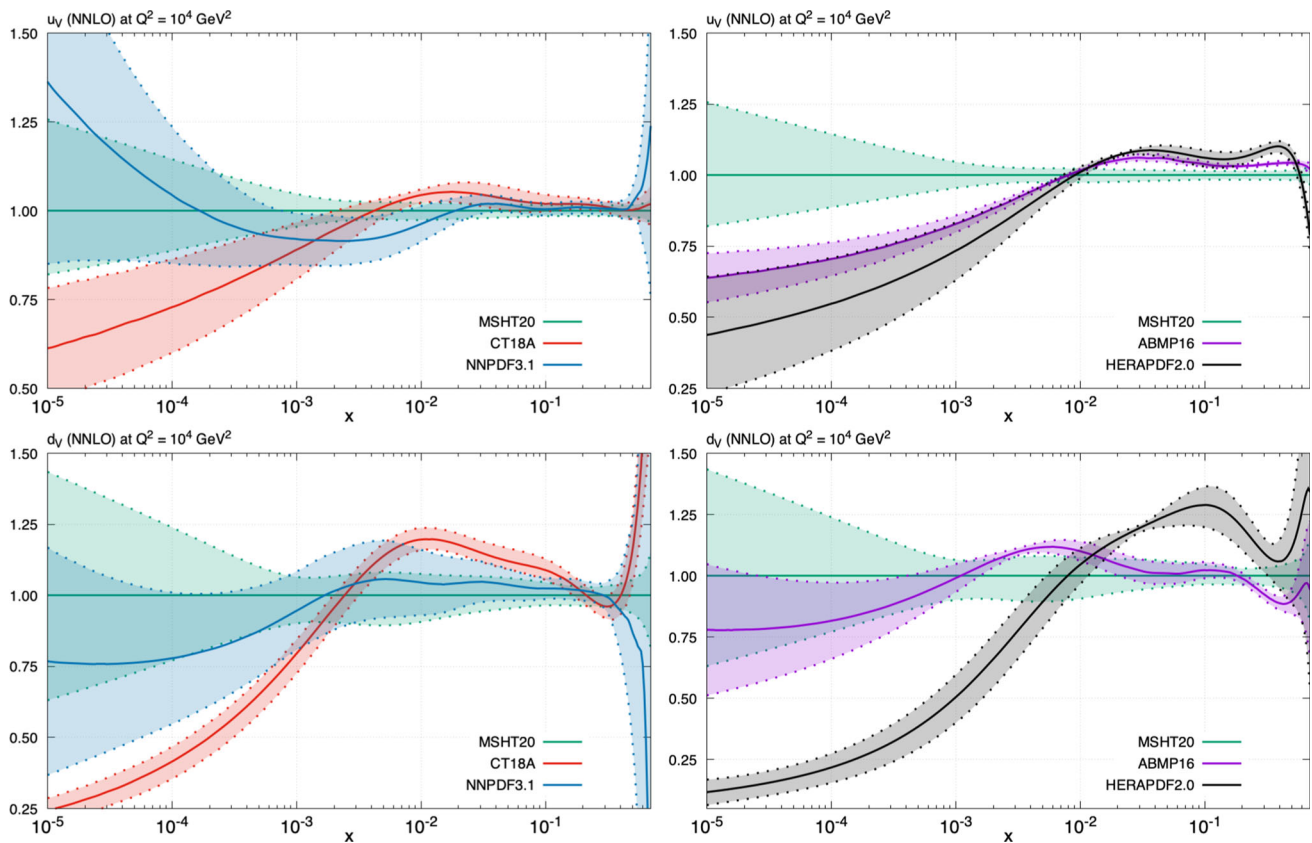 u_V (NNLO) at Q² = 10⁴ GeV²
1.50
1.25
1.00
0.75
0.50
MSHT20
CT18A
NNPDF3.1
10⁻⁵ 10⁻⁴ 10⁻³ 10⁻² 10⁻¹
x
u_V (NNLO) at Q² = 10⁴ GeV²
1.50
1.25
1.00
0.75
0.50
0.25
MSHT20
ABMP16
HERAPDF2.0
10⁻⁵ 10⁻⁴ 10⁻³ 10⁻² 10⁻¹
x
d_V (NNLO) at Q² = 10⁴ GeV²
1.50
1.25
1.00
0.75
0.50
0.25
MSHT20
CT18A
NNPDF3.1
10⁻⁵ 10⁻⁴ 10⁻³ 10⁻² 10⁻¹
x
d_V (NNLO) at Q² = 10⁴ GeV²
1.50
1.25
1.00
0.75
0.50
0.25
MSHT20
ABMP16
HERAPDF2.0
10⁻⁵ 10⁻⁴ 10⁻³ 10⁻² 10⁻¹
x